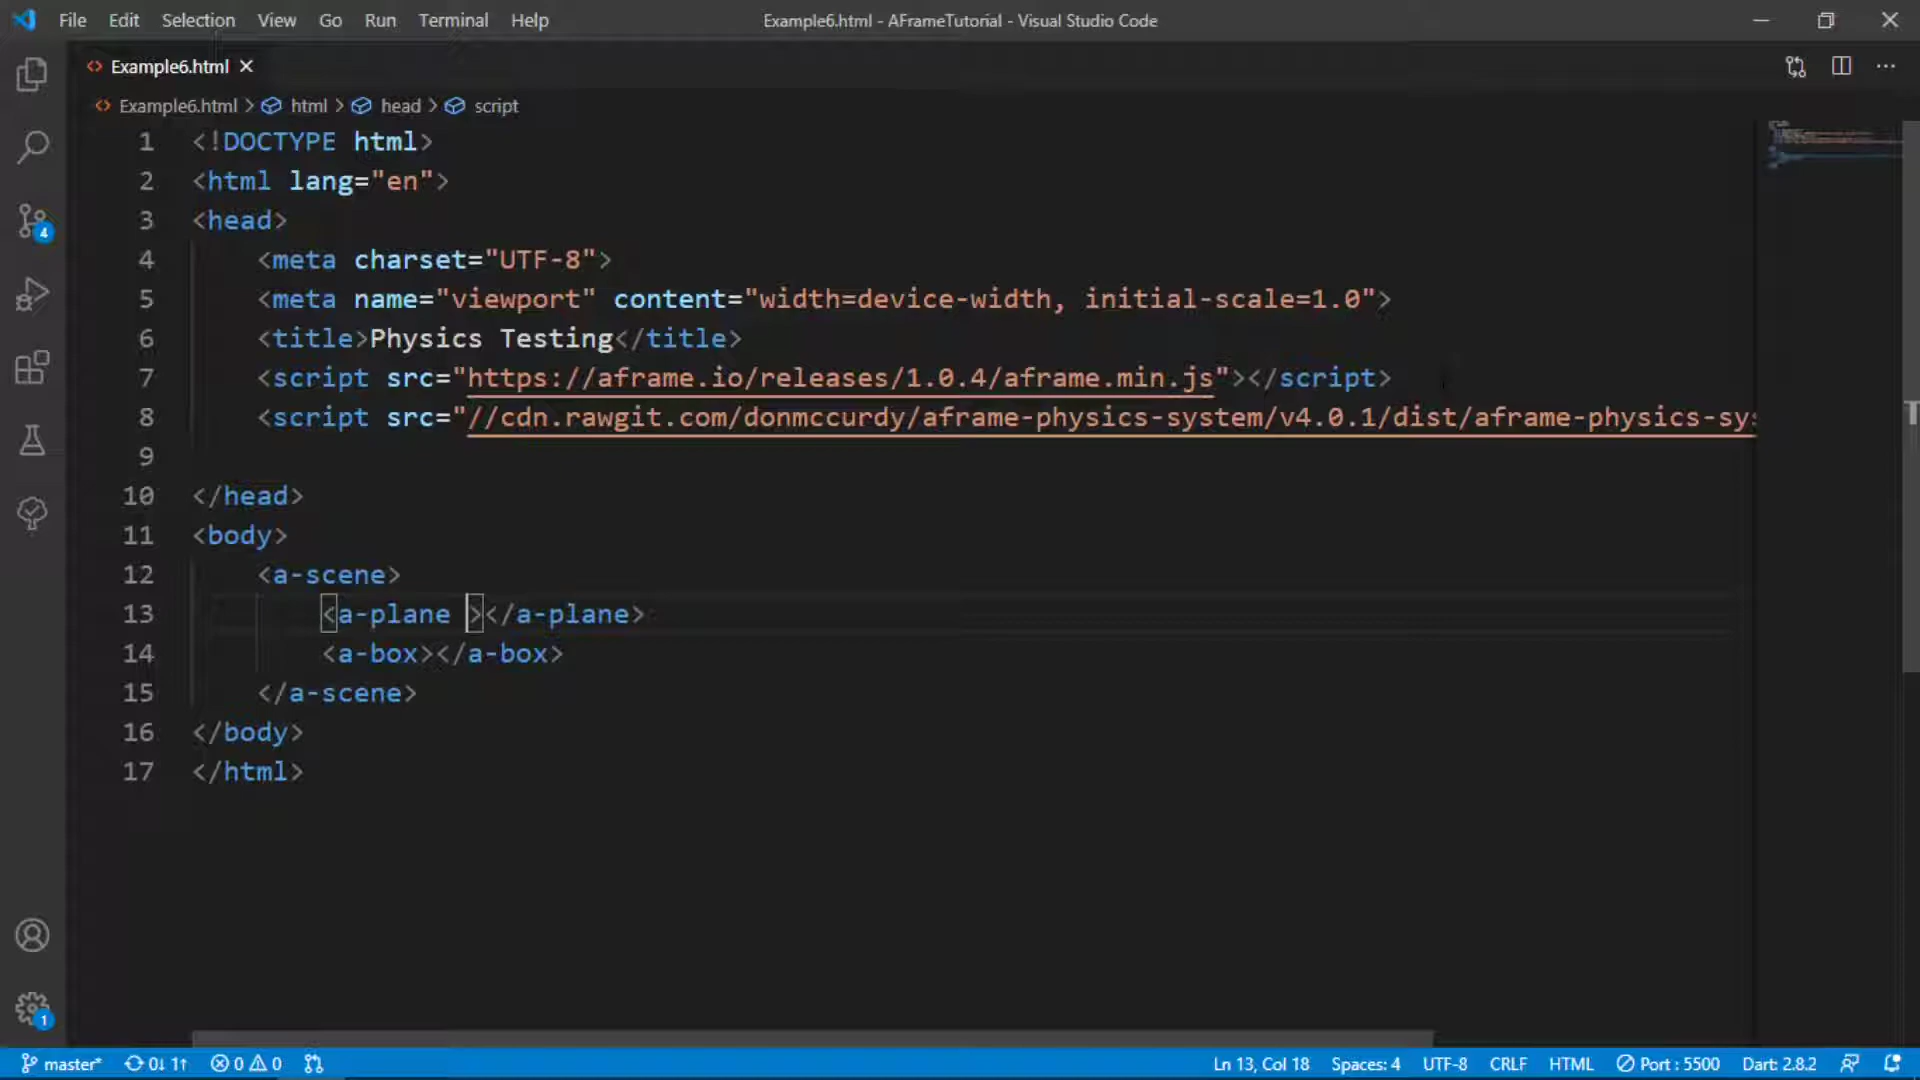 File Edit Selection View Go Run Terminal Help Example6.html - AFrameTutorial - Visual Studio Code
Example6.html
Example6.html > html > head > script
1 <!DOCTYPE html>
2 <html lang="en">
3 <head>
4 <meta charset="UTF-8">
5 <meta name="viewport" content="width=device-width, initial-scale=1.0">
6 <title>Physics Testing</title>
7 <script src="https://aframe.io/releases/1.0.4/aframe.min.js"></script>
8 <script src="//cdn.rawgit.com/donmccurdy/aframe-physics-system/v4.0.1/dist/aframe-physics-sys
9
10 </head>
11 <body>
12 <a-scene>
13 <a-plane ></a-plane>
14 <a-box></a-box>
15 </a-scene>
16 </body>
17 </html>
4
1
master* 0↓ 1↑ 0 0 Ln 13, Col 18 Spaces: 4 UTF-8 CRLF HTML Port : 5500 Dart: 2.8.2